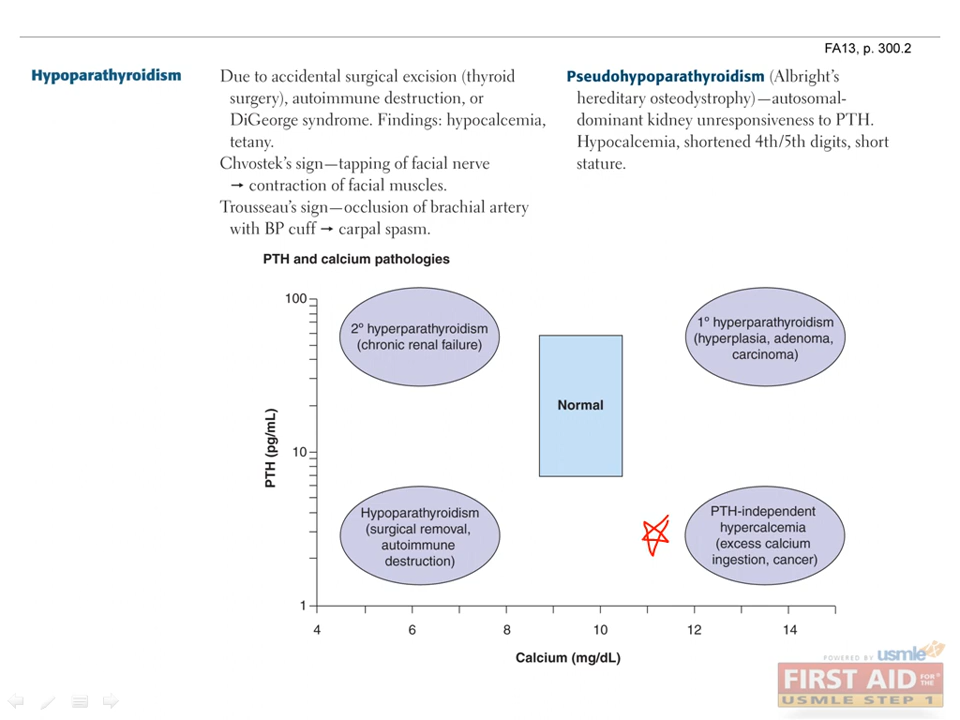 FA13, p. 300.2
Hypoparathyroidism
Due to accidental surgical excision (thyroid
surgery), autoimmune destruction, or
DiGeorge syndrome. Findings: hypocalcemia,
tetany.
Chvostek's sign—tapping of facial nerve
→ contraction of facial muscles.
Trousseau's sign—occlusion of brachial artery
with BP cuff → carpal spasm.
Pseudohypoparathyroidism (Albright's
hereditary osteodystrophy)—autosomal-
dominant kidney unresponsiveness to PTH.
Hypocalcemia, shortened 4th/5th digits, short
stature.
PTH and calcium pathologies
100
10
1
PTH (pg/mL)
2° hyperparathyroidism
(chronic renal failure)
1° hyperparathyroidism
(hyperplasia, adenoma,
carcinoma)
Normal
Hypoparathyroidism
(surgical removal,
autoimmune
destruction)
PTH-independent
hypercalcemia
(excess calcium
ingestion, cancer)
4 6 8 10 12 14
Calcium (mg/dL)
POWERED BY usmle
FIRST AID FOR THE
USMLE STEP 1